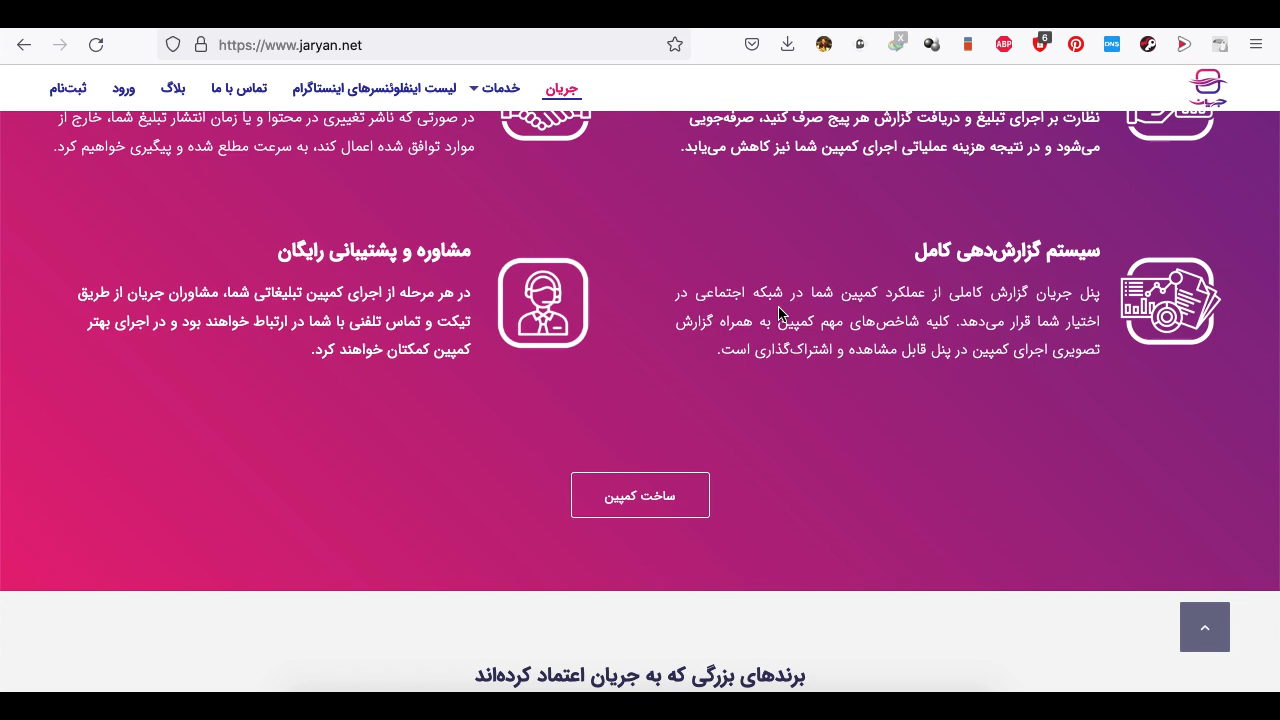 https://www.jaryan.net
6
X
ABP
DNS
جریان
جریان
خدمات
لیست اینفلوئنسرهای اینستاگرام
تماس با ما
بلاگ
ورود
ثبت‌نام
نظارت بر اجرای تبلیغ و دریافت گزارش هر پیج صرف کنید، صرفه‌جویی
می‌شود و در نتیجه هزینه عملیاتی اجرای کمپین شما نیز کاهش می‌یابد.
در صورتی که ناشر تغییری در محتوا و یا زمان انتشار تبلیغ شما، خارج از
موارد توافق شده اعمال کند، به سرعت مطلع شده و پیگیری خواهیم کرد.
سیستم گزارش‌دهی کامل
پنل جریان گزارش کاملی از عملکرد کمپین شما در شبکه اجتماعی در
اختیار شما قرار می‌دهد. کلیه شاخص‌های مهم کمپین به همراه گزارش
تصویری اجرای کمپین در پنل قابل مشاهده و اشتراک‌گذاری است.
مشاوره و پشتیبانی رایگان
در هر مرحله از اجرای کمپین تبلیغاتی شما، مشاوران جریان از طریق
تیکت و تماس تلفنی با شما در ارتباط خواهند بود و در اجرای بهتر
کمپین کمکتان خواهند کرد.
ساخت کمپین
برندهای بزرگی که به جریان اعتماد کرده‌اند